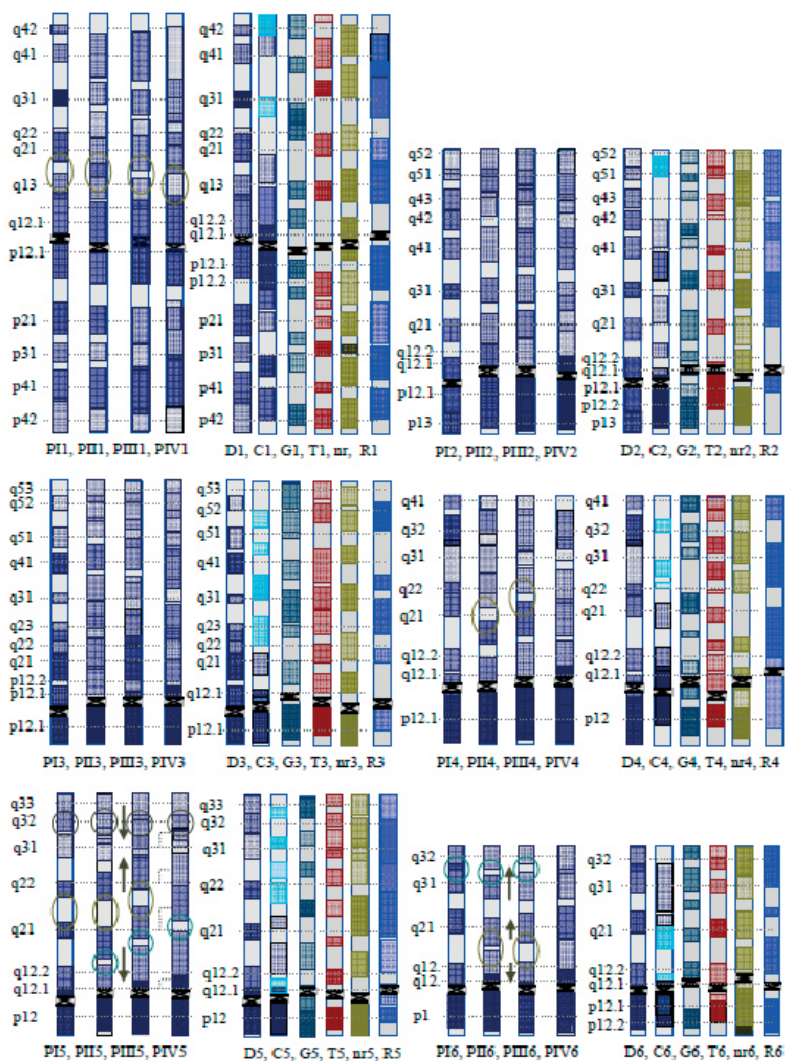 q42
q41
q31
q22
q21
q13
q12.1
p12.1
p21
p31
p41
p42
PI1, PII1, PIII1, PIV1
q42
q41
q31
q22
q21
q13
q12.2
q12.1
p12.1
p12.2
p21
p31
p41
p42
D1, C1, G1, T1, nr, R1
q52
q51
q43
q42
q41
q31
q21
q12.2
q12.1
p12.1
p13
PI2, PII2, PIII2, PIV2
q52
q51
q43
q42
q41
q31
q21
q12.2
q12.1
p12.1
p12.2
p13
D2, C2, G2, T2, nr2, R2
q53
q52
q51
q41
q31
q23
q22
q21
p12.2
p12.1
p12.1
PI3, PII3, PIII3, PIV3
q53
q52
q51
q41
q31
q23
q22
q21
q12.1
p12.1
D3, C3, G3, T3, nr3, R3
q41
q32
q31
q22
q21
q12.2
q12.1
p12.1
PI4, PII4, PIII4, PIV4
q41
q32
q31
q22
q21
q12.2
q12.1
p12
D4, C4, G4, T4, nr4, R4
q33
q32
q31
q22
q21
q12.2
q12.1
p12
PI5, PII5, PIII5, PIV5
q33
q32
q31
q22
q21
q12.2
q12.1
p12
D5, C5, G5, T5, nr5, R5
q32
q31
q21
q12
q12.
p1
PI6, PII6, PIII6, PIV6
q32
q31
q21
q12.2
q12.1
p12.1
p12.2
D6, C6, G6, T6, nr6, R6